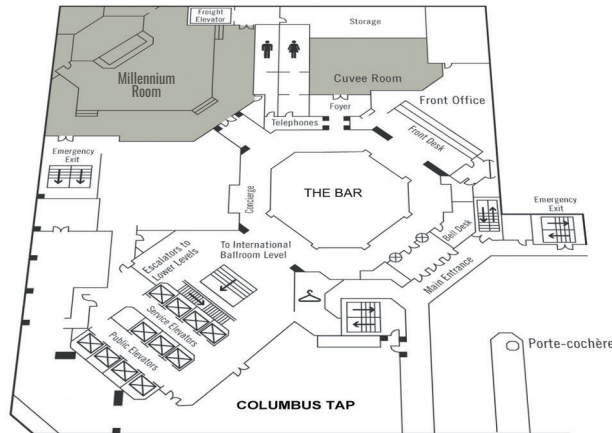 Freight
Elevator
Storage
Millennium
Room
Cuvee Room
Front Office
Foyer
Telephones
Front Desk
Emergency
Exit
THE BAR
Concierge
Emergency
Exit
Bell Desk
To International
Ballroom Level
Escalators to
Lower Levels
Main Entrance
Service Elevators
Public Elevators
Porte-cochère
COLUMBUS TAP